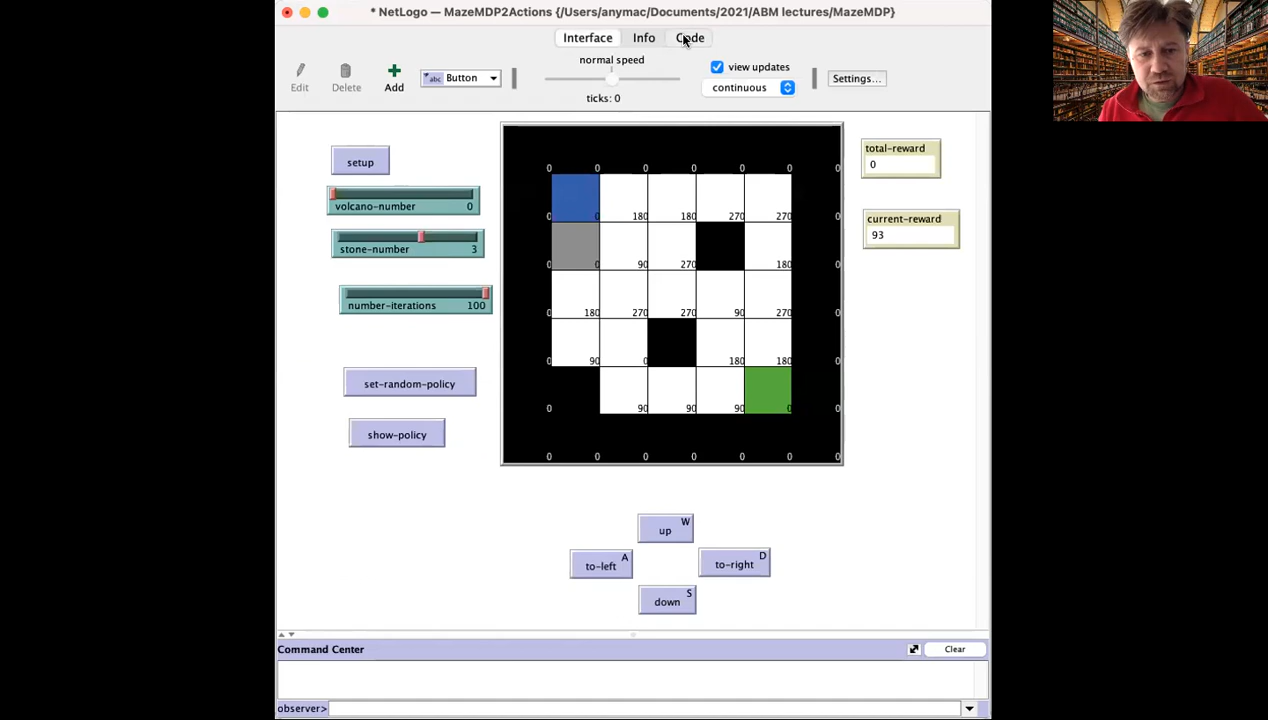 * NetLogo — MazeMDP2Actions {/Users/anymac/Documents/2021/ABM lectures/MazeMDP}
Interface Info Code
normal speed
Edit Delete Add abc Button view updates
continuous Settings...
ticks: 0
setup
volcano-number 0
stone-number 3
number-iterations 100
set-random-policy
show-policy
0 0 0 0 0 0 0
0 0 180 180 270 270 0
0 0 90 270 180 0
0 180 270 270 90 270 0
0 90 0 180 180 0
0 90 90 90 0 0
0 0 0 0 0 0 0
total-reward
0
current-reward
93
up W
to-left A
to-right D
down S
Command Center Clear
observer>